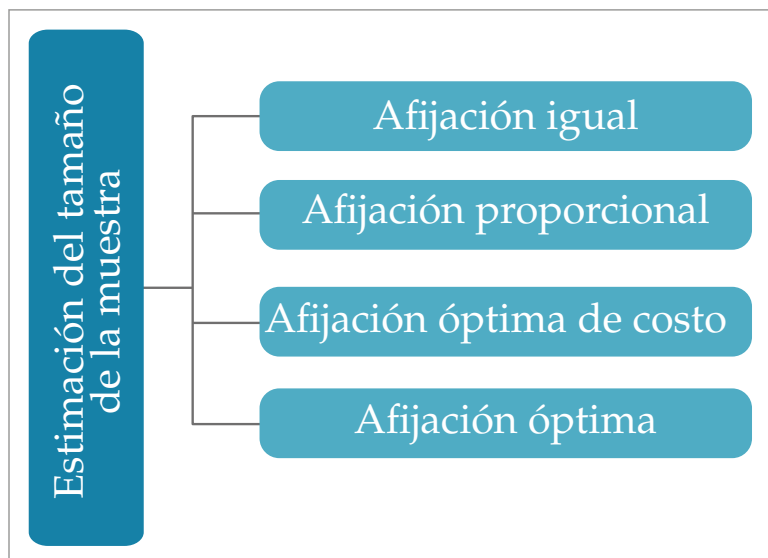 Estimación del tamaño
de la muestra
Afijación igual
Afijación proporcional
Afijación óptima de costo
Afijación óptima